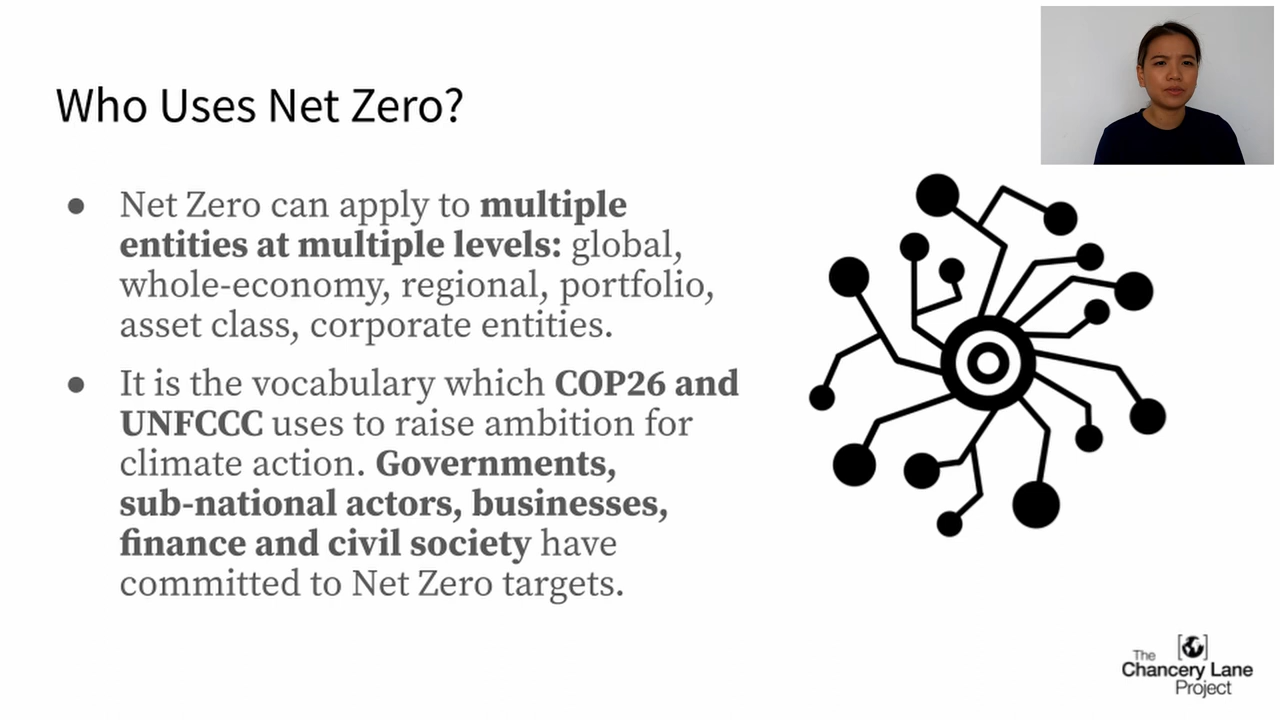 Who Uses Net Zero?
● Net Zero can apply to multiple
entities at multiple levels: global,
whole-economy, regional, portfolio,
asset class, corporate entities.
● It is the vocabulary which COP26 and
UNFCCC uses to raise ambition for
climate action. Governments,
sub-national actors, businesses,
finance and civil society have
committed to Net Zero targets.
The
Chancery Lane
Project